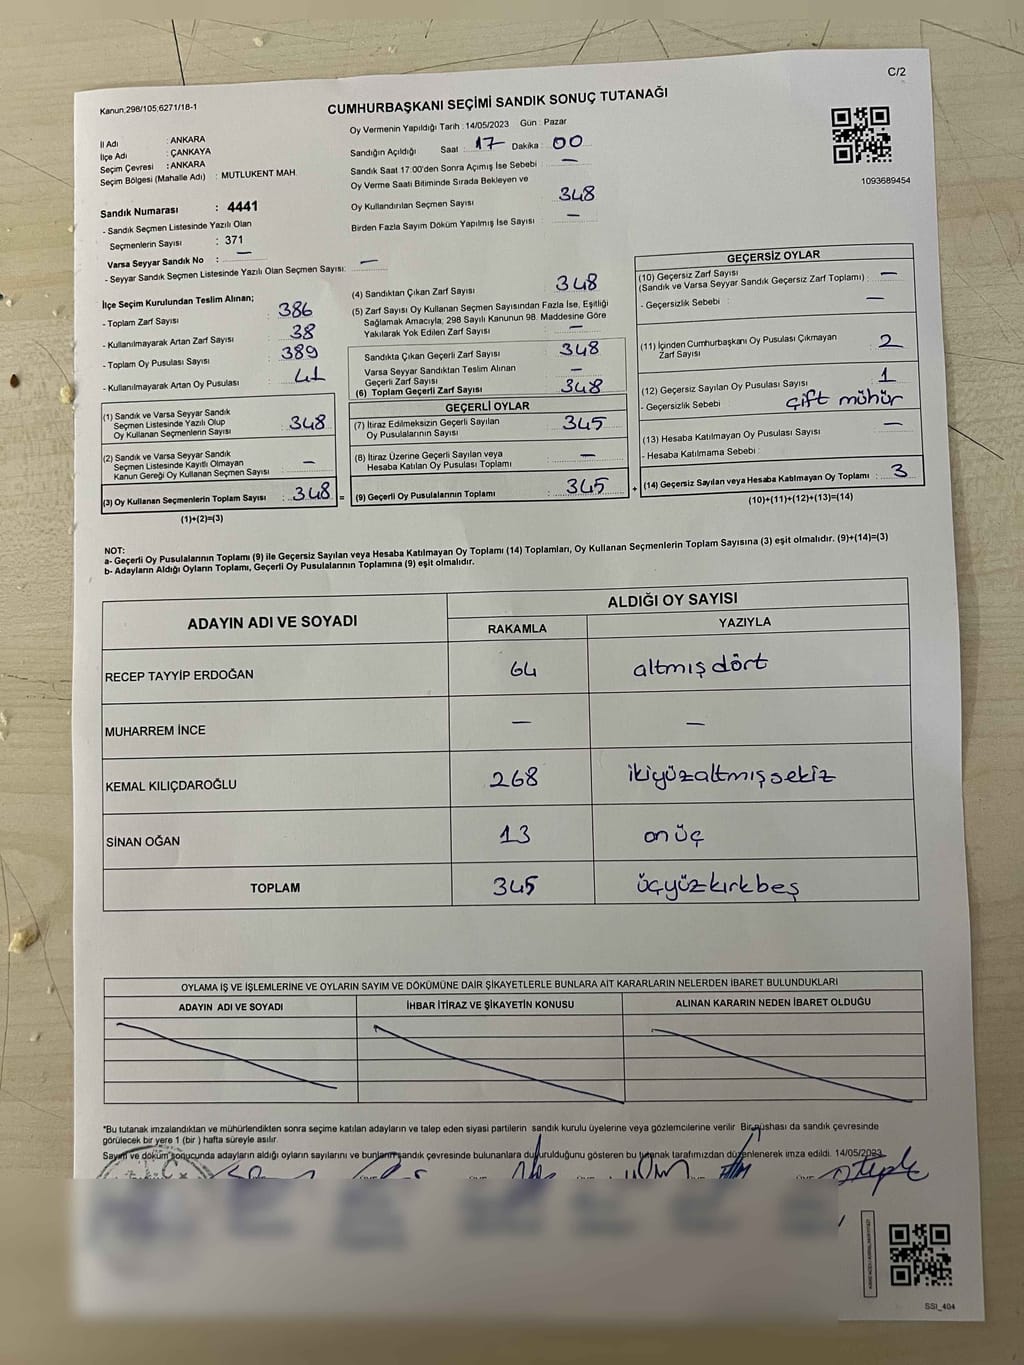 C/2
Kanun;298/105;6271/18-1
CUMHURBAŞKANI SEÇİMİ SANDIK SONUÇ TUTANAĞI
Oy Vermenin Yapıldığı Tarih : 14/05/2023 Gün : Pazar
İl Adı : ANKARA
İlçe Adı : ÇANKAYA
Seçim Çevresi : ANKARA
Seçim Bölgesi (Mahalle Adı) : MUTLUKENT MAH.
Sandığın Açıldığı Saat : 17 Dakika : 00
Sandık Saat 17:00'den Sonra Açımış İse Sebebi : —
Oy Verme Saati Bitiminde Sırada Bekleyen ve
Oy Kullandırılan Seçmen Sayısı 348
Birden Fazla Sayım Döküm Yapılmış İse Sayısı : —
1093689454
Sandık Numarası : 4441
- Sandık Seçmen Listesinde Yazılı Olan
Seçmenlerin Sayısı : 371
Varsa Seyyar Sandık No : —
- Seyyar Sandık Seçmen Listesinde Yazılı Olan Seçmen Sayısı: —
İlçe Seçim Kurulundan Teslim Alınan;
- Toplam Zarf Sayısı : 386
- Kullanılmayarak Artan Zarf Sayısı : 38
- Toplam Oy Pusulası Sayısı : 389
- Kullanılmayarak Artan Oy Pusulası : 41
(1) Sandık ve Varsa Seyyar Sandık
Seçmen Listesinde Yazılı Olup
Oy Kullanan Seçmenlerin Sayısı : 348
(2) Sandık ve Varsa Seyyar Sandık
Seçmen Listesinde Kayıtlı Olmayan
Kanun Gereği Oy Kullanan Seçmen Sayısı : —
(3) Oy Kullanan Seçmenlerin Toplam Sayısı : 348 =
(1)+(2)=(3)
(4) Sandıktan Çıkan Zarf Sayısı : 348
(5) Zarf Sayısı Oy Kullanan Seçmen Sayısından Fazla İse, Eşitliği
Sağlamak Amacıyla; 298 Sayılı Kanunun 98. Maddesine Göre
Yakılarak Yok Edilen Zarf Sayısı : —
Sandıkta Çıkan Geçerli Zarf Sayısı : 348
Varsa Seyyar Sandıktan Teslim Alınan
Geçerli Zarf Sayısı : —
(6) Toplam Geçerli Zarf Sayısı : 348
GEÇERLİ OYLAR
(7) İtiraz Edilmeksizin Geçerli Sayılan
Oy Pusulalarının Sayısı : 345
(8) İtiraz Üzerine Geçerli Sayılan veya
Hesaba Katılan Oy Pusulası Toplamı : —
(9) Geçerli Oy Pusulalarının Toplamı : 345 +
GEÇERSİZ OYLAR
(10) Geçersiz Zarf Sayısı
(Sandık ve Varsa Seyyar Sandık Geçersiz Zarf Toplamı) : —
- Geçersizlik Sebebi : —
(11) İçinden Cumhurbaşkanı Oy Pusulası Çıkmayan
Zarf Sayısı : 2
(12) Geçersiz Sayılan Oy Pusulası Sayısı : 1
- Geçersizlik Sebebi : çift mühür
(13) Hesaba Katılmayan Oy Pusulası Sayısı : —
- Hesaba Katılmama Sebebi :
(14) Geçersiz Sayılan veya Hesaba Katılmayan Oy Toplamı : 3
(10)+(11)+(12)+(13)=(14)
NOT:
a- Geçerli Oy Pusulalarının Toplamı (9) ile Geçersiz Sayılan veya Hesaba Katılmayan Oy Toplamı (14) Toplamları, Oy Kullanan Seçmenlerin Toplam Sayısına (3) eşit olmalıdır. (9)+(14)=(3)
b- Adayların Aldığı Oyların Toplamı, Geçerli Oy Pusulalarının Toplamına (9) eşit olmalıdır.
ADAYIN ADI VE SOYADI
ALDIĞI OY SAYISI
RAKAMLA YAZIYLA
RECEP TAYYİP ERDOĞAN 64 altmış dört
MUHARREM İNCE — —
KEMAL KILIÇDAROĞLU 268 ikiyüzaltmışsekiz
SİNAN OĞAN 13 on üç
TOPLAM 345 üçyüzkırkbeş
OYLAMA İŞ VE İŞLEMLERİNE VE OYLARIN SAYIM VE DÖKÜMÜNE DAİR ŞİKAYETLERLE BUNLARA AİT KARARLARIN NELERDEN İBARET BULUNDUKLARI
ADAYIN ADI VE SOYADI İHBAR İTİRAZ VE ŞİKAYETİN KONUSU ALINAN KARARIN NEDEN İBARET OLDUĞU
*Bu tutanak imzalandıktan ve mühürlendikten sonra seçime katılan adayların ve talep eden siyasi partilerin sandık kurulu üyelerine veya gözlemcilerine verilir. Bir nüshası da sandık çevresinde
görülecek bir yere 1 (bir ) hafta süreyle asılır.
Sayım ve döküm sonucunda adayların aldığı oyların sayılarını ve bunların sandık çevresinde bulunanlara duyurulduğunu gösteren bu tutanak tarafımızdan düzenlenerek imza edildi. 14/05/2023
SSI_404